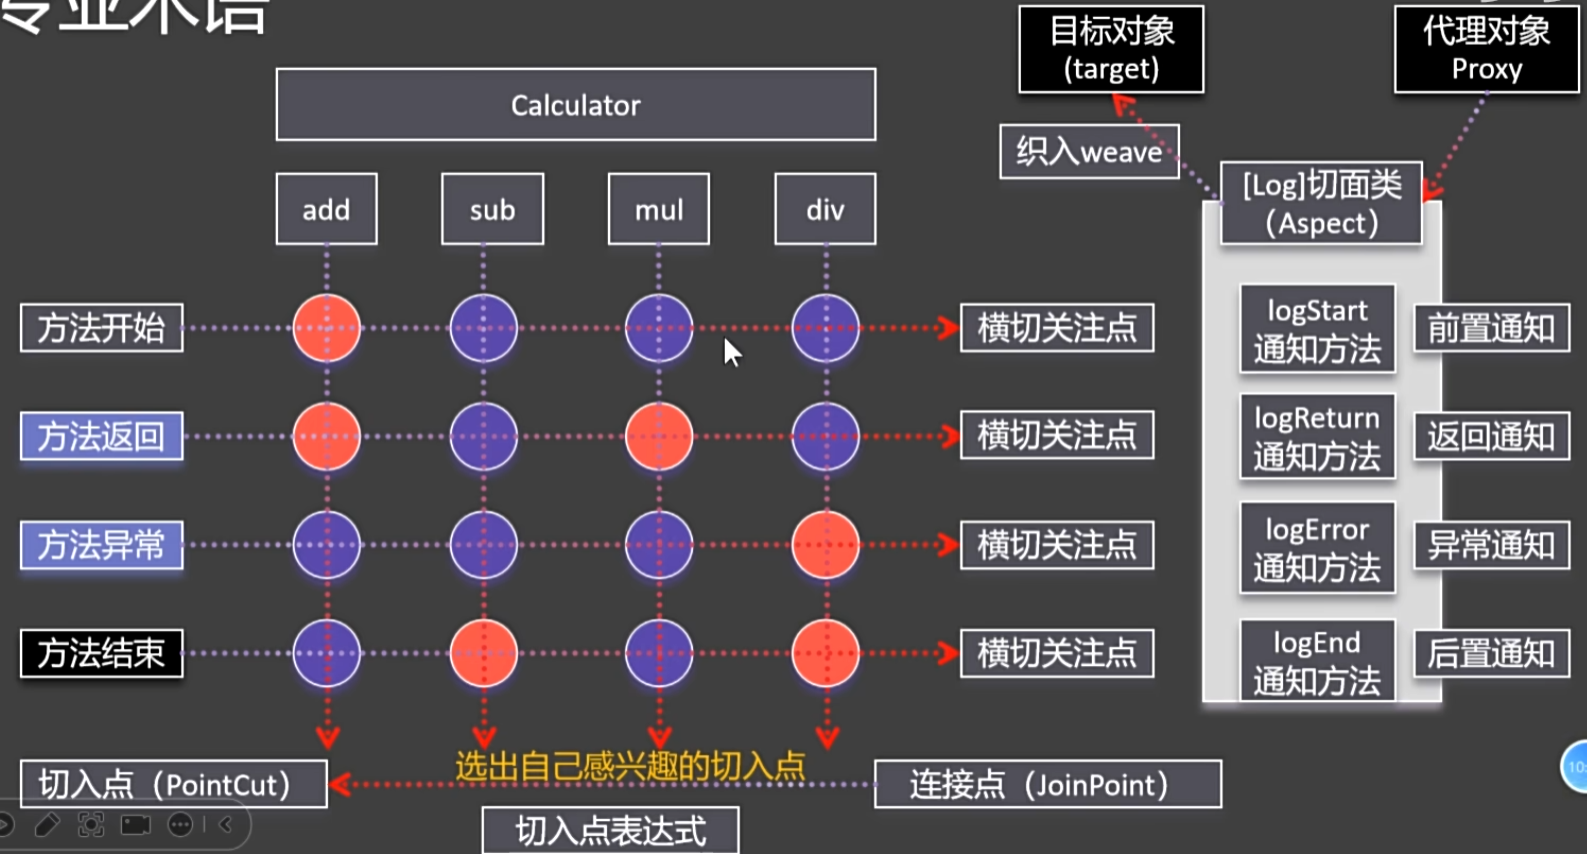 专业术语
目标对象
(target)
代理对象
Proxy
Calculator
织入weave
[Log]切面类
（Aspect）
add
sub
mul
div
方法开始
横切关注点
logStart
通知方法
前置通知
方法返回
横切关注点
logReturn
通知方法
返回通知
方法异常
横切关注点
logError
通知方法
异常通知
方法结束
横切关注点
logEnd
通知方法
后置通知
选出自己感兴趣的切入点
切入点（PointCut）
连接点（JoinPoint）
切入点表达式
10: